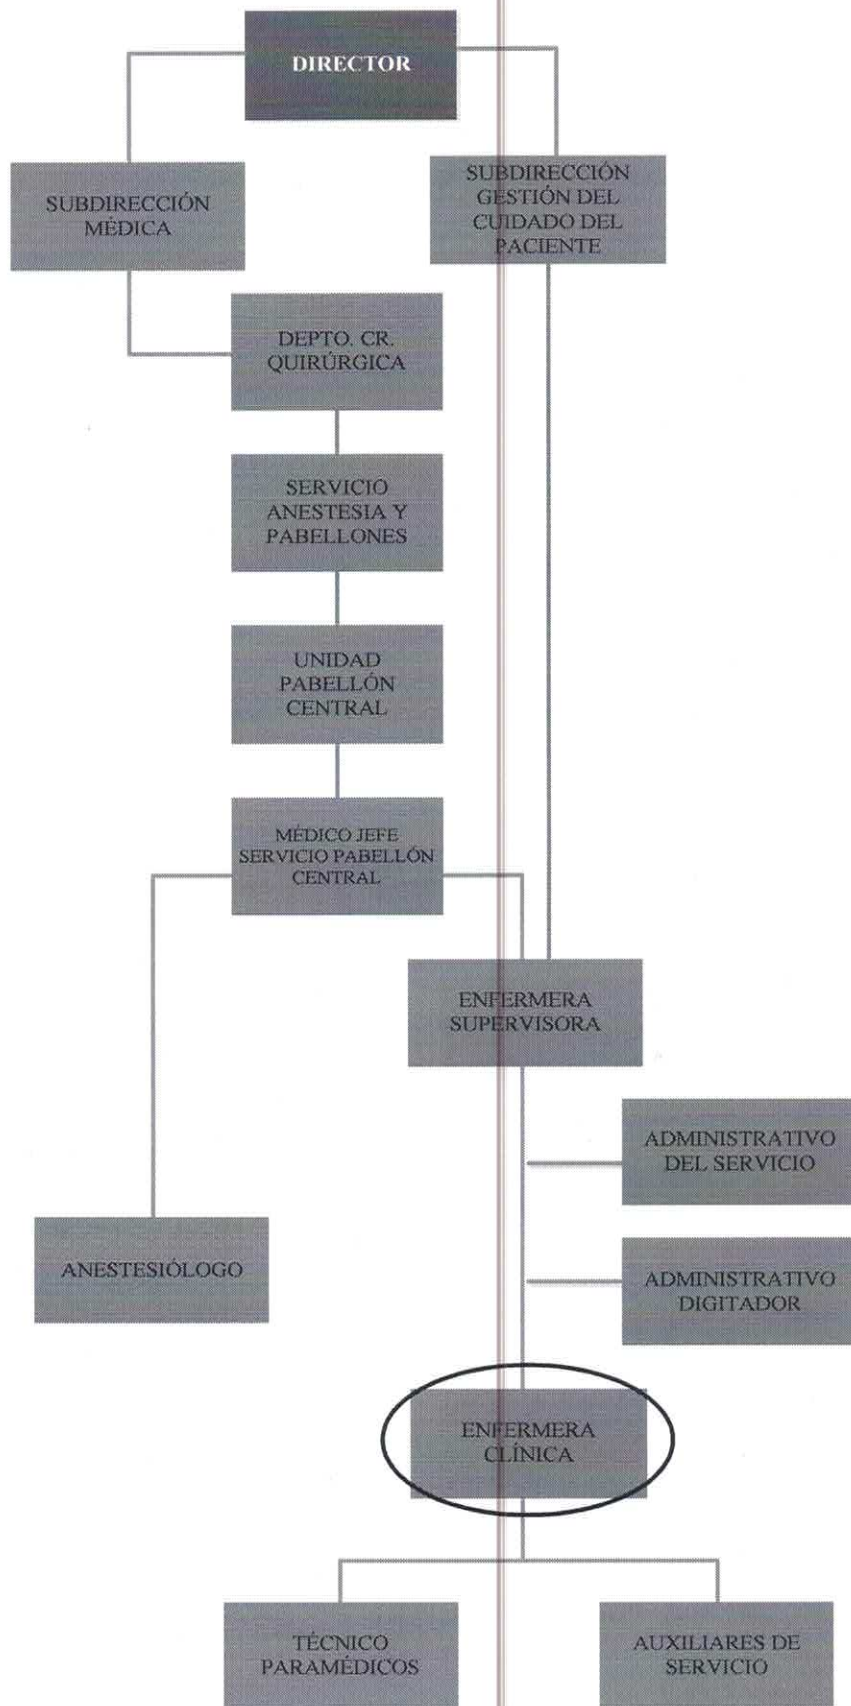 DIRECTOR
SUBDIRECCIÓN
MÉDICA
SUBDIRECCIÓN
GESTIÓN DEL
CUIDADO DEL
PACIENTE
DEPTO. CR.
QUIRÚRGICA
SERVICIO
ANESTESIA Y
PABELLONES
UNIDAD
PABELLÓN
CENTRAL
MÉDICO JEFE
SERVICIO PABELLÓN
CENTRAL
ENFERMERA
SUPERVISORA
ADMINISTRATIVO
DEL SERVICIO
ANESTESIÓLOGO
ADMINISTRATIVO
DIGITADOR
ENFERMERA
CLÍNICA
TÉCNICO
PARAMÉDICOS
AUXILIARES DE
SERVICIO